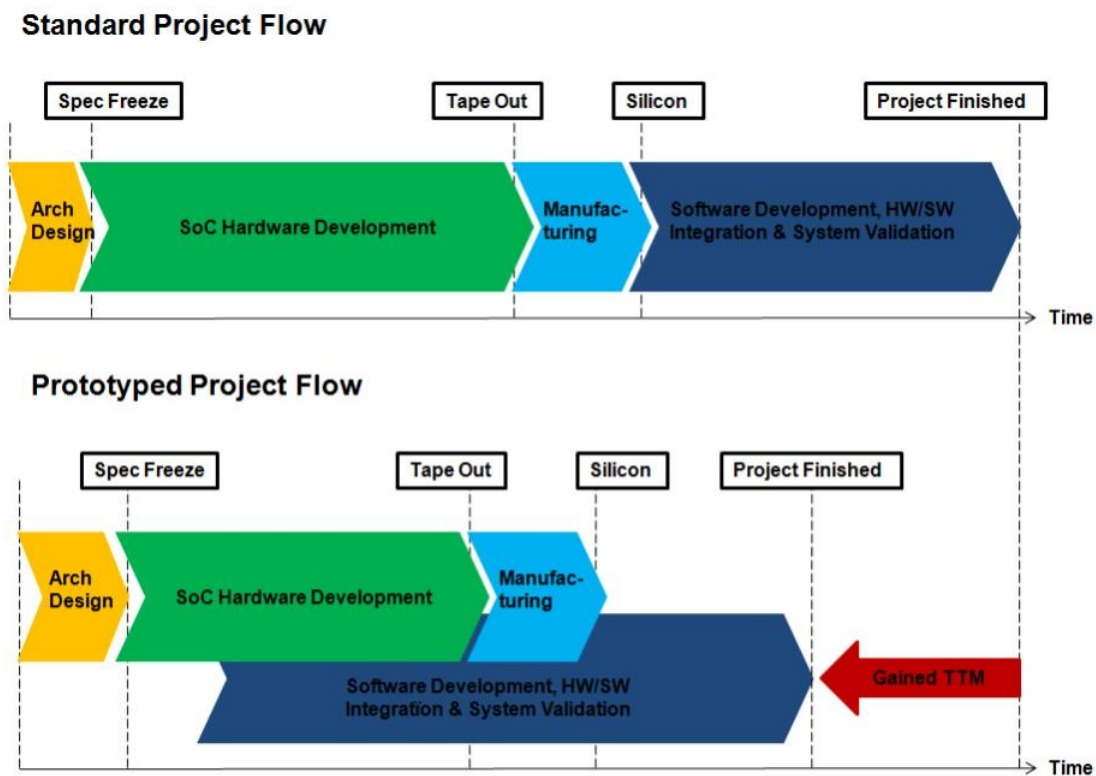 Standard Project Flow
Spec Freeze
Tape Out
Silicon
Project Finished
Arch
Design
SoC Hardware Development
Manufac-
turing
Software Development, HW/SW
Integration & System Validation
Time
Prototyped Project Flow
Spec Freeze
Tape Out
Silicon
Project Finished
Arch
Design
SoC Hardware Development
Manufac-
turing
Software Development, HW/SW
Integratïon & System Validation
Gained TTM
Time